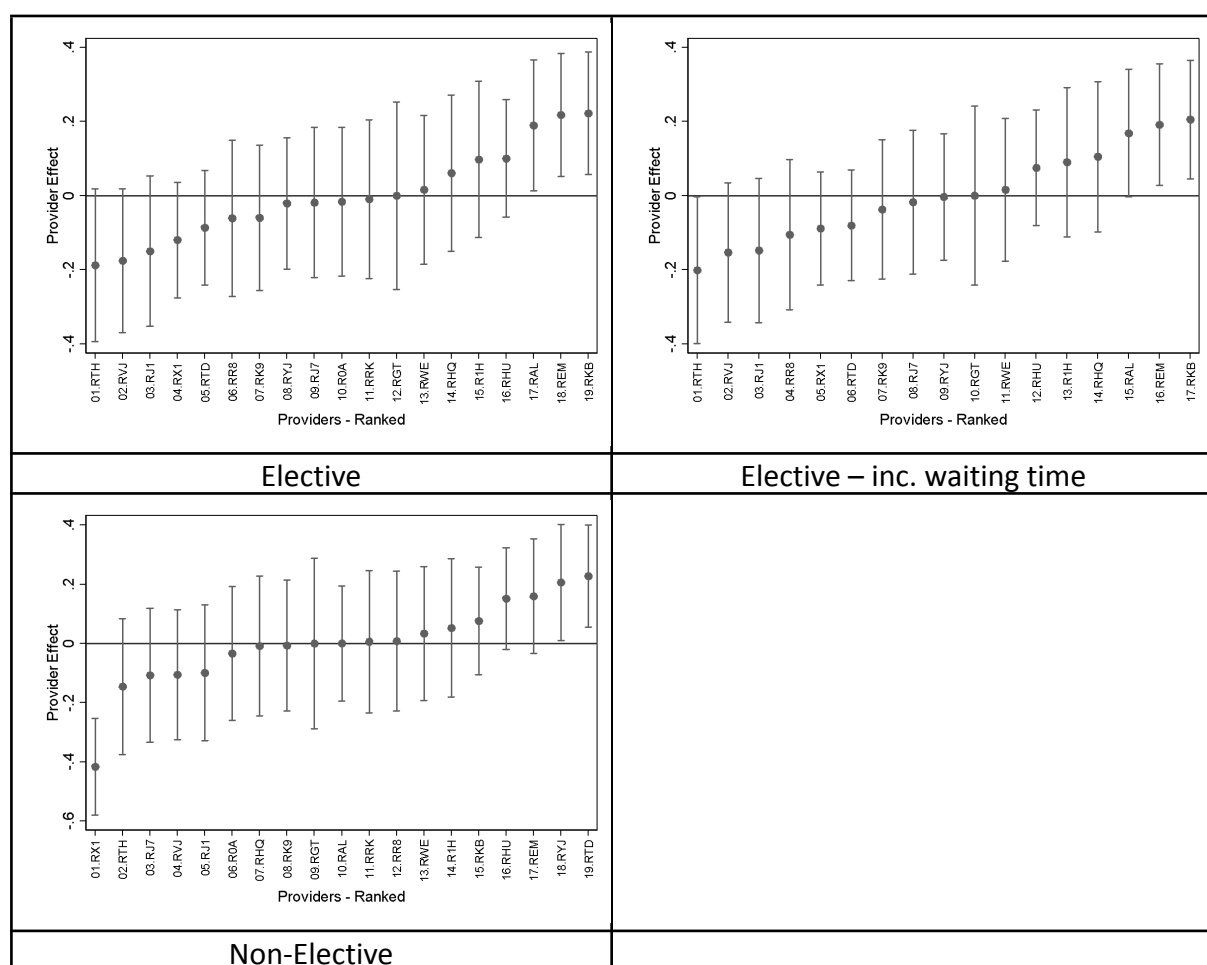 .4
.2
0
-.2
-.4
Provider Effect
01.RTH
02.RVJ
03.RJ1
04.RX1
05.RTD
06.RR8
07.RK9
08.RYJ
09.RJ7
10.R0A
11.RRK
12.RGT
13.RWE
14.RHQ
15.R1H
16.RHU
17.RAL
18.REM
19.RKB
Providers - Ranked
Elective
.4
.2
0
-.2
-.4
Provider Effect
01.RTH
02.RVJ
03.RJ1
04.RR8
05.RX1
06.RTD
07.RK9
08.RJ7
09.RYJ
10.RGT
11.RWE
12.RHU
13.R1H
14.RHQ
15.RAL
16.REM
17.RKB
Providers - Ranked
Elective – inc. waiting time
.4
.2
0
-.2
-.4
-.6
Provider Effect
01.RX1
02.RTH
03.RJ7
04.RVJ
05.RJ1
06.R0A
07.RHQ
08.RK9
09.RGT
10.RAL
11.RRK
12.RR8
13.RWE
14.R1H
15.RKB
16.RHU
17.REM
18.RYJ
19.RTD
Providers - Ranked
Non-Elective